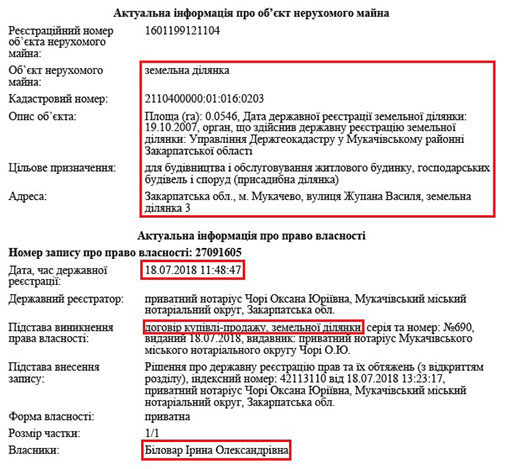 Актуальна інформація про об’єкт нерухомого майна
Реєстраційний номер
об’єкта нерухомого
майна:
1601199121104
Об’єкт нерухомого
майна:
земельна ділянка
Кадастровий номер:
2110400000:01:016:0203
Опис об’єкта:
Площа (га): 0.0546, Дата державної реєстрації земельної ділянки:
19.10.2007, орган, що здійснив державну реєстрацію земельної
ділянки: Управління Держгеокадастру у Мукачівському районні
Закарпатської області
Цільове призначення:
для будівництва і обслуговування житлового будинку, господарських
будівель і споруд (присадибна ділянка)
Адреса:
Закарпатська обл., м. Мукачево, вулиця Жупана Василя, земельна
ділянка 3
Актуальна інформація про право власності
Номер запису про право власності: 27091605
Дата, час державної
реєстрації:
18.07.2018 11:48:47
Державний реєстратор:
приватний нотаріус Чорі Оксана Юріївна, Мукачівський міський
нотаріальний округ, Закарпатська обл.
Підстава виникнення
права власності:
договір купівлі-продажу, земельної ділянки, серія та номер: №690,
виданий 18.07.2018, видавник: приватний нотаріус Мукачівського
міського нотаріального округу Чорі О.Ю.
Підстава внесення
запису:
Рішення про державну реєстрацію прав та їх обтяжень (з відкриттям
розділу), індексний номер: 42113110 від 18.07.2018 13:23:17,
приватний нотаріус Чорі Оксана Юріївна, Мукачівський міський
нотаріальний округ, Закарпатська обл.
Форма власності:
приватна
Розмір частки:
1/1
Власники:
Біловар Ірина Олександрівна